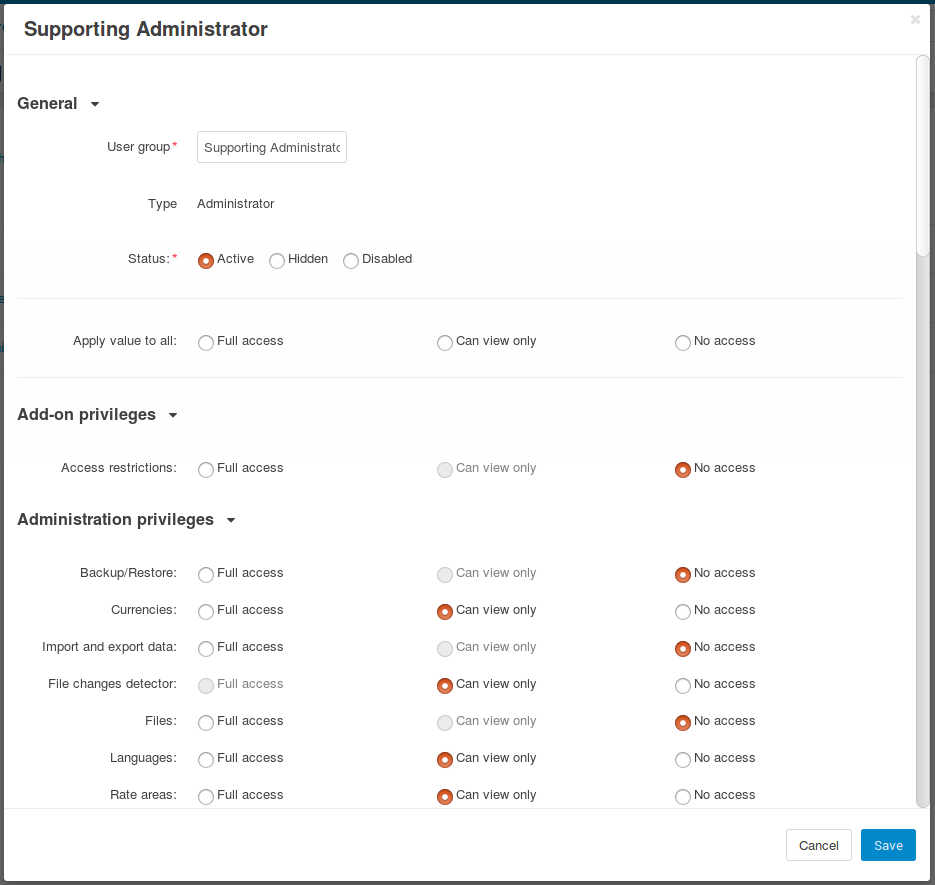 Supporting Administrator
General
User group*
Supporting Administratc
Type Administrator
Status:* Active Hidden Disabled
Apply value to all: Full access Can view only No access
Add-on privileges
Access restrictions: Full access Can view only No access
Administration privileges
Backup/Restore: Full access Can view only No access
Currencies: Full access Can view only No access
Import and export data: Full access Can view only No access
File changes detector: Full access Can view only No access
Files: Full access Can view only No access
Languages: Full access Can view only No access
Rate areas: Full access Can view only No access
Cancel Save